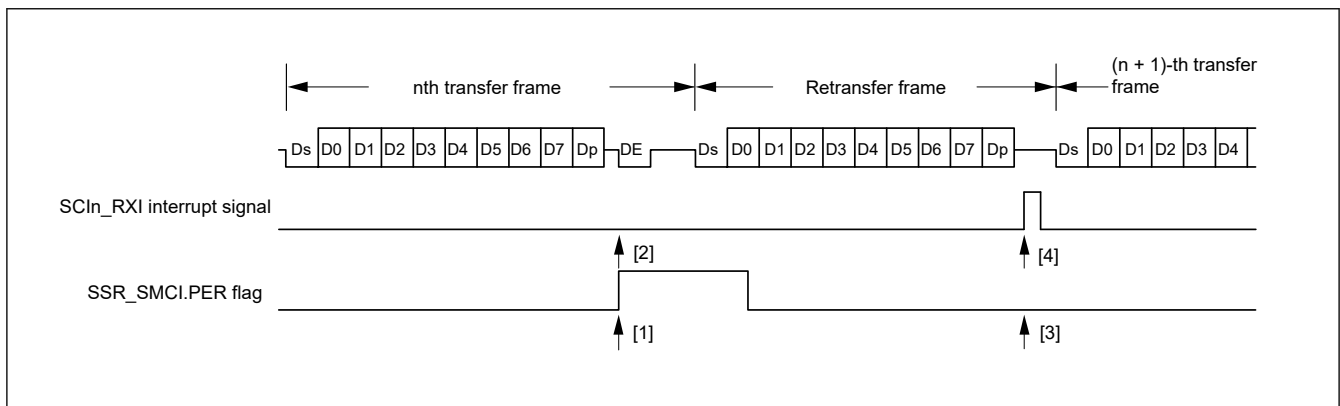 nth transfer frame
Retransfer frame
(n + 1)-th transfer
frame
Ds D0 D1 D2 D3 D4 D5 D6 D7 Dp DE Ds D0 D1 D2 D3 D4 D5 D6 D7 Dp Ds D0 D1 D2 D3 D4
SCIn_RXI interrupt signal
[2] [4]
SSR_SMCI.PER flag
[1] [3]